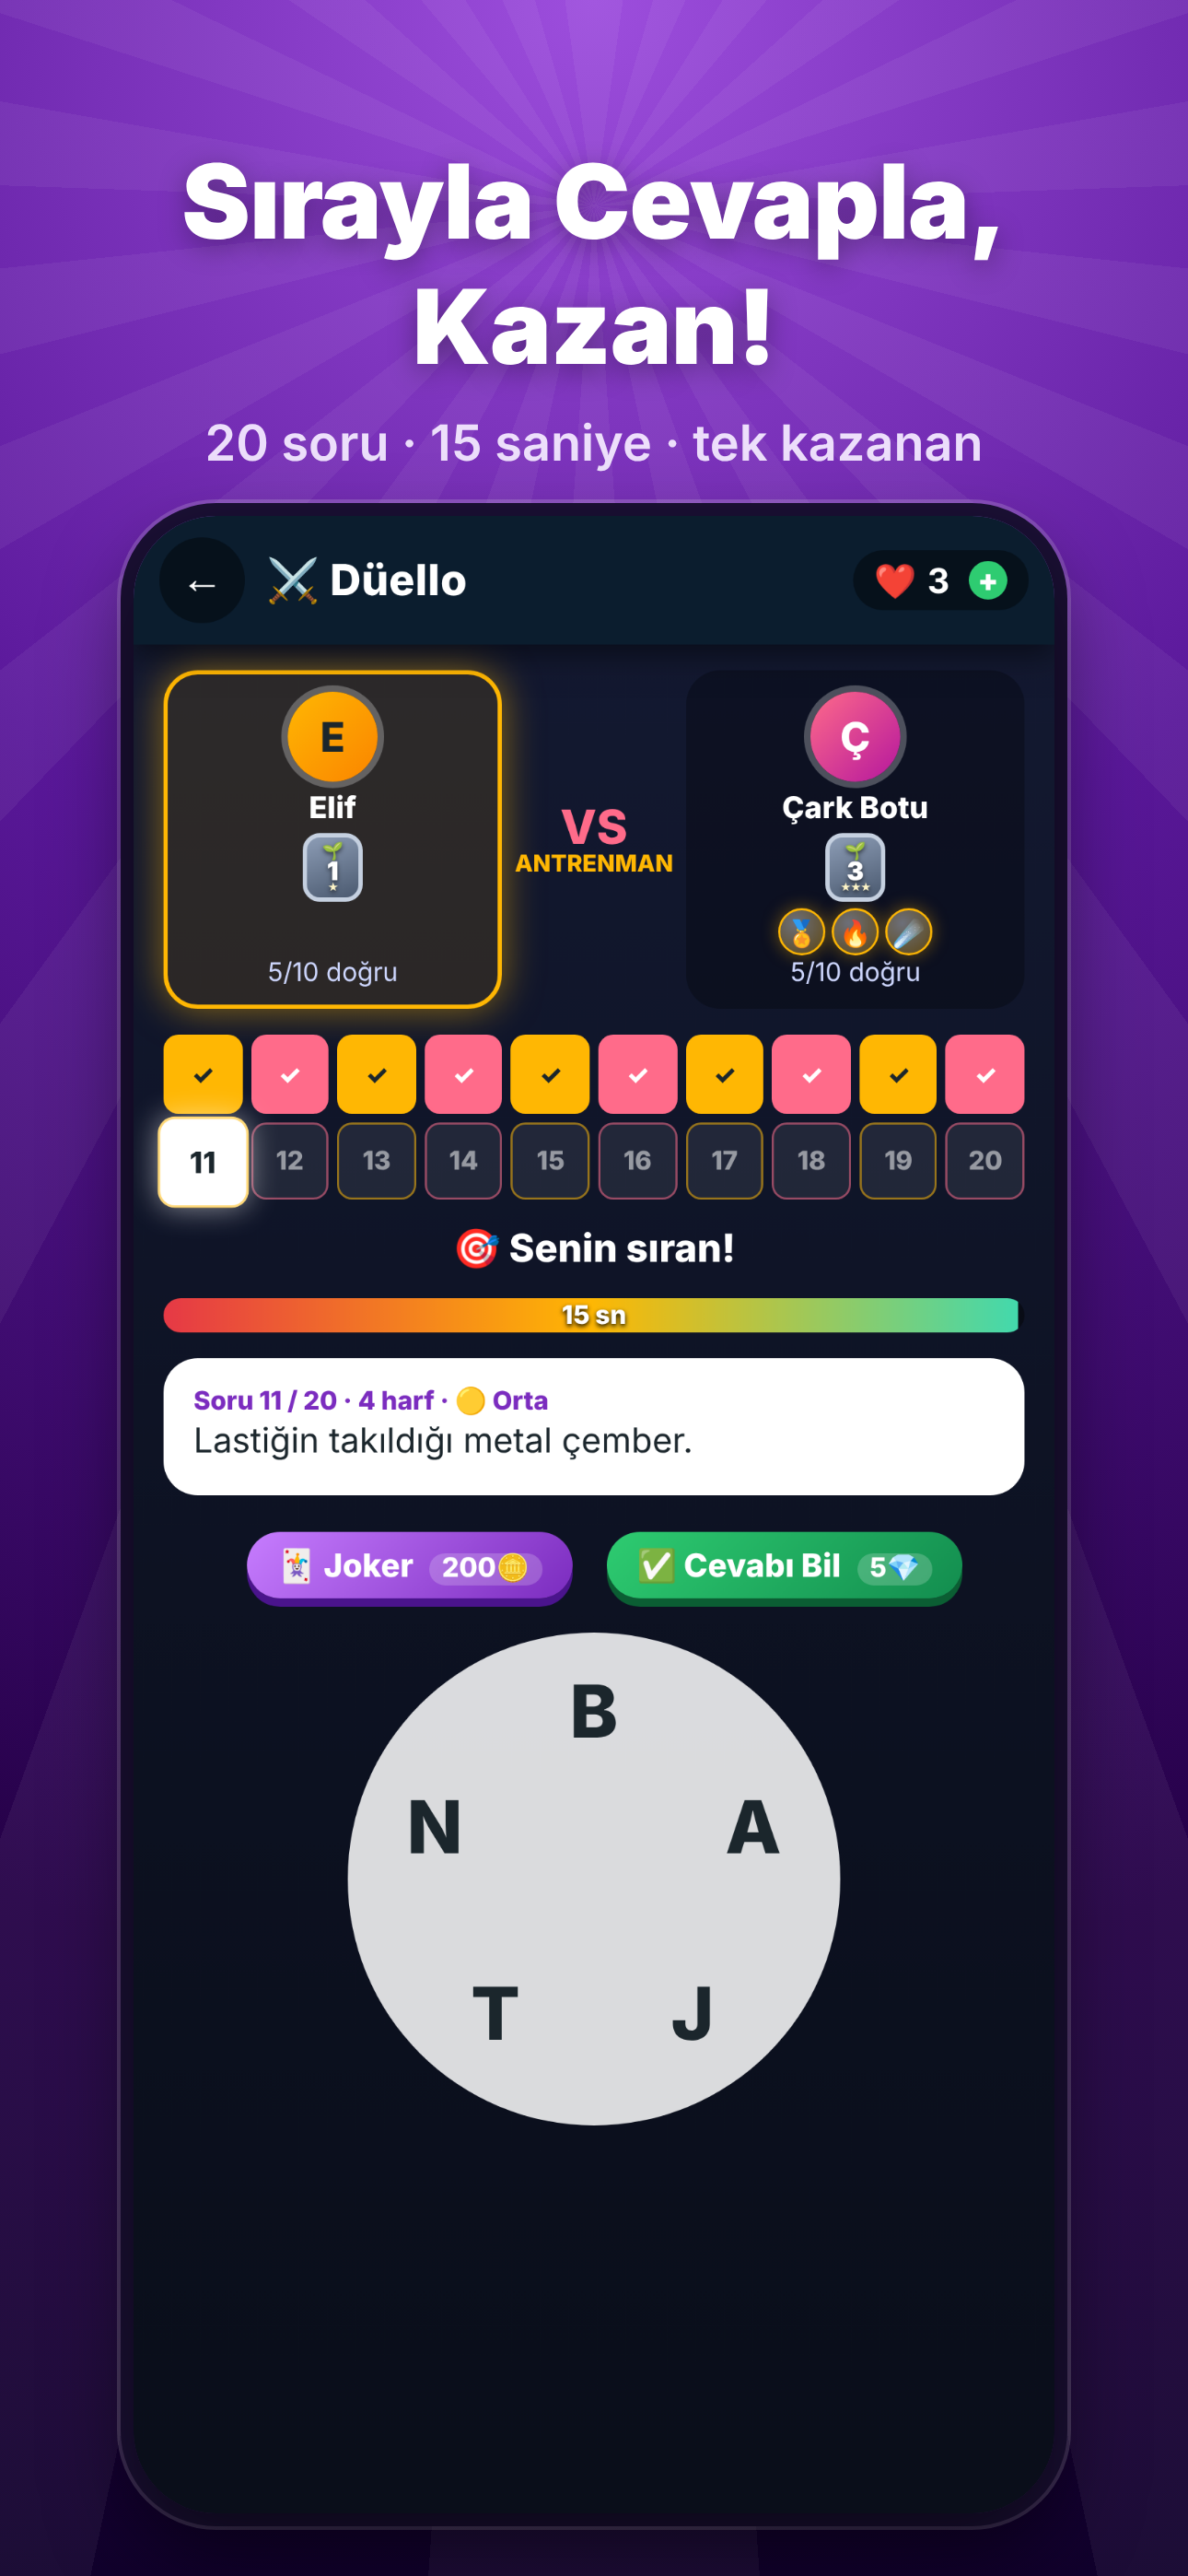 Sırayla Cevapla,
Kazan!
20 soru · 15 saniye · tek kazanan
← ⚔️ Düello ❤️ 3 +
E
Elif
1
5/10 doğru
VS
ANTRENMAN
Ç
Çark Botu
3
5/10 doğru
✓ ✓ ✓ ✓ ✓ ✓ ✓ ✓ ✓ ✓
11 12 13 14 15 16 17 18 19 20
🎯 Senin sıran!
15 sn
Soru 11 / 20 · 4 harf · 🟡 Orta
Lastiğin takıldığı metal çember.
🃏 Joker 200🪙 ✅ Cevabı Bil 5💎
B
N A
T J